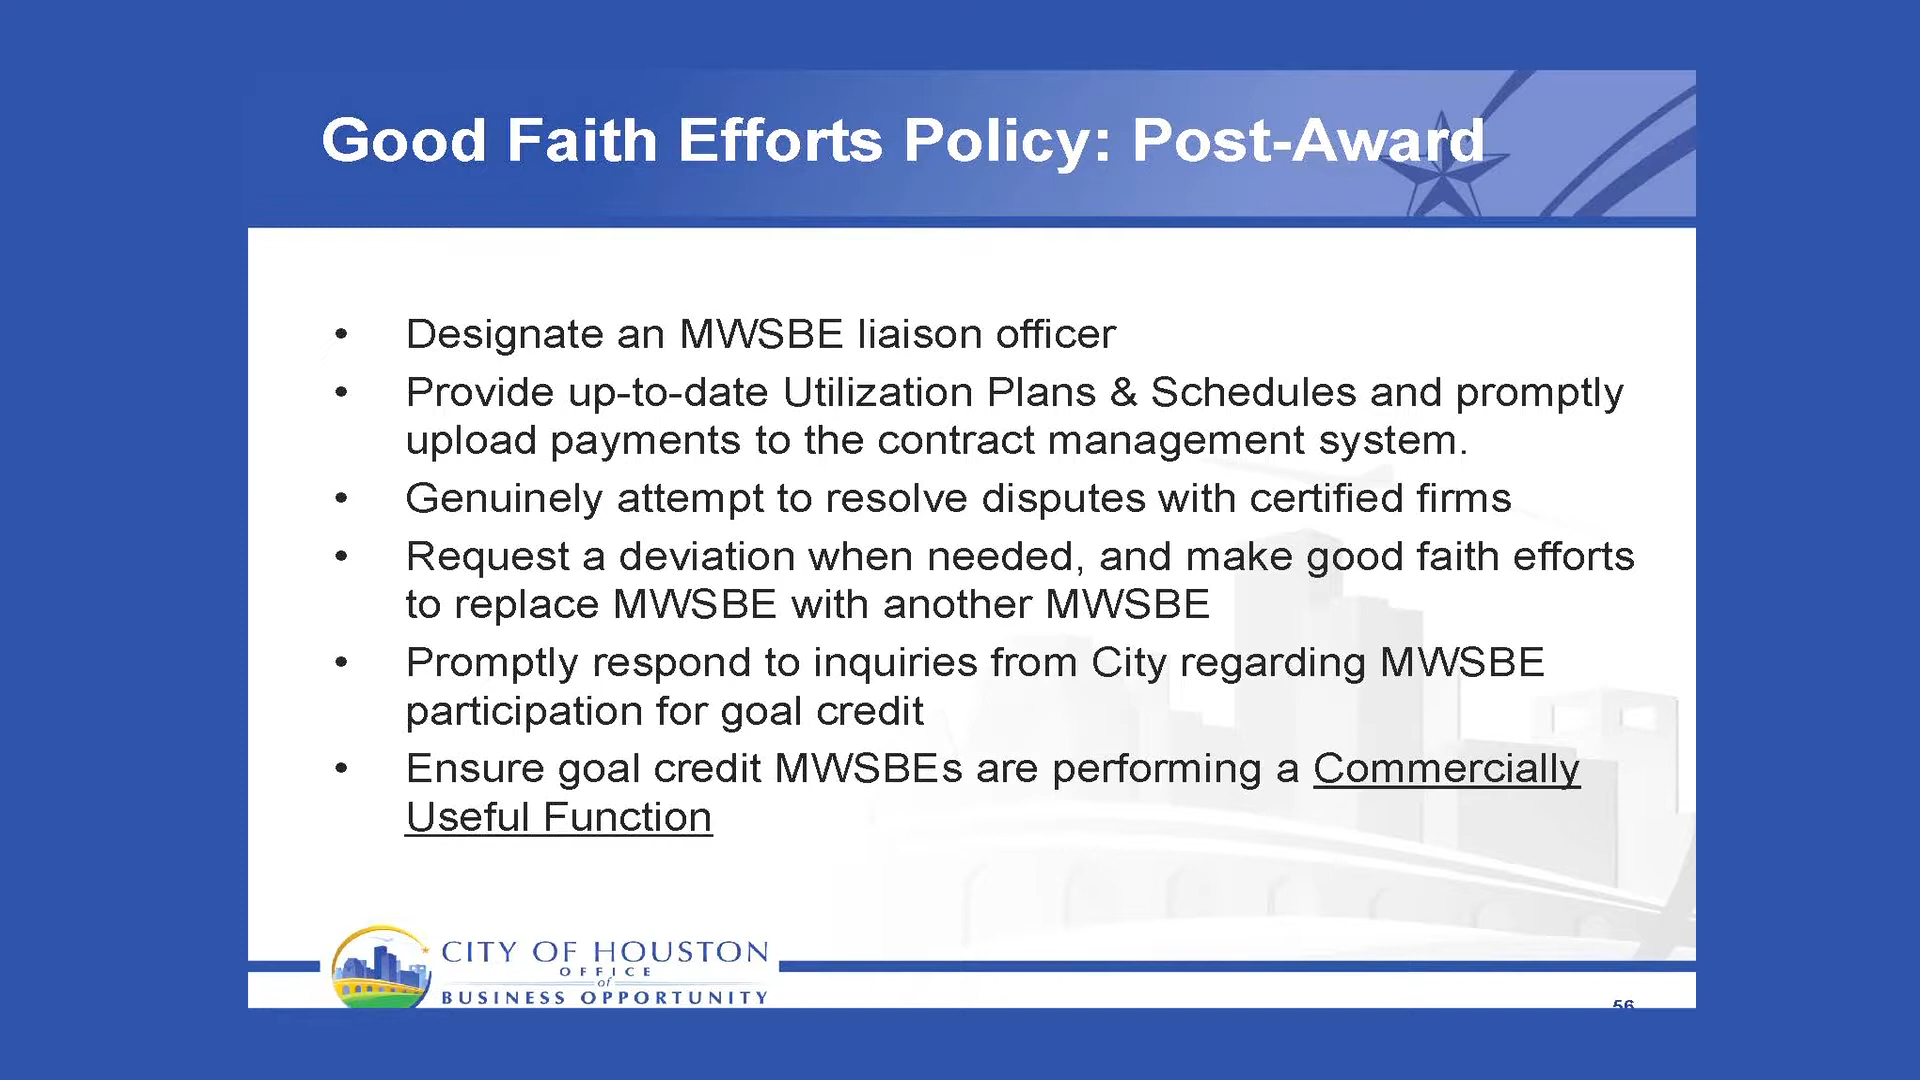 Good Faith Efforts Policy: Post-Award
• Designate an MWSBE liaison officer
• Provide up-to-date Utilization Plans & Schedules and promptly
upload payments to the contract management system.
• Genuinely attempt to resolve disputes with certified firms
• Request a deviation when needed, and make good faith efforts
to replace MWSBE with another MWSBE
• Promptly respond to inquiries from City regarding MWSBE
participation for goal credit
• Ensure goal credit MWSBEs are performing a Commercially
Useful Function
CITY OF HOUSTON
OFFICE
of
BUSINESS OPPORTUNITY
56